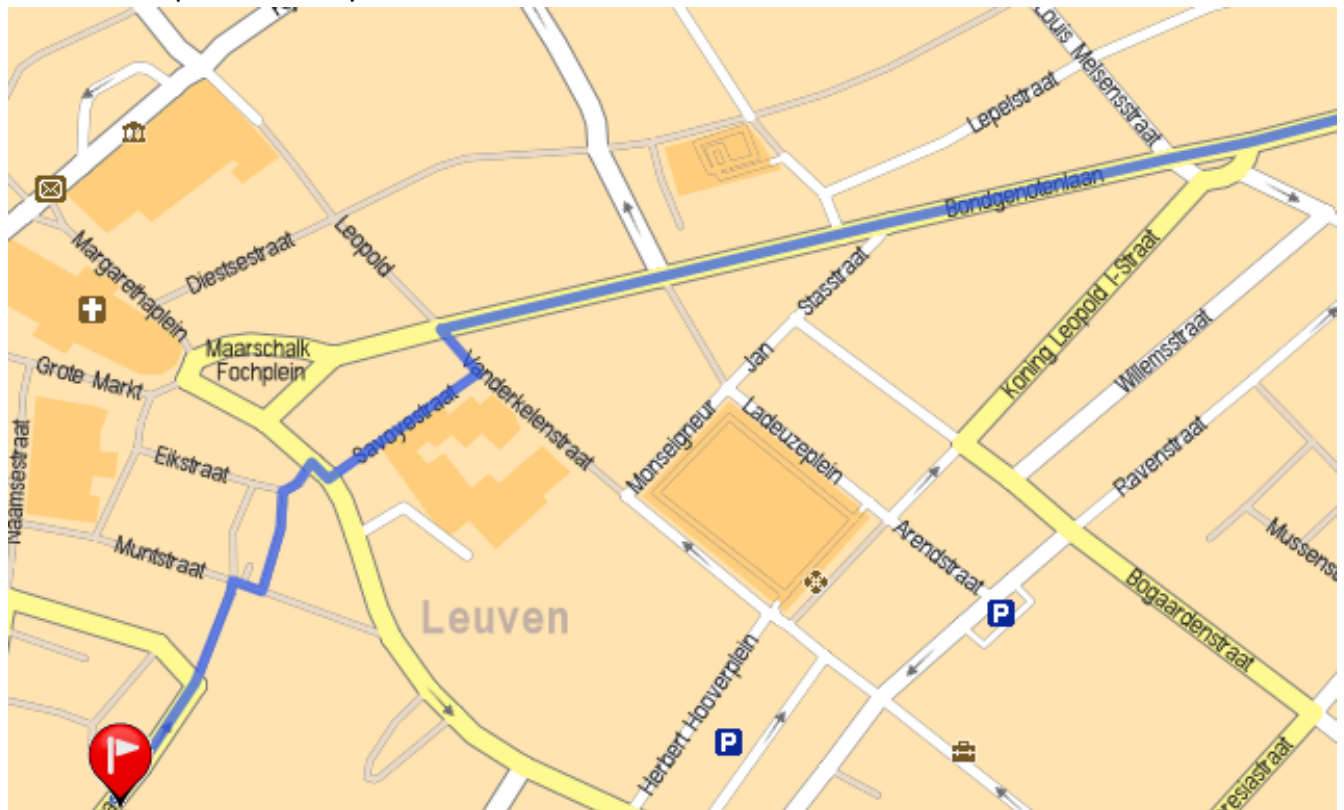 Louis Melsensstraat
Lepelstraat
Bondgenotenlaan
Margarethaplein
Diestsestraat
Leopold
Stasstraat
Jan
Monseigneur
Koning Leopold I-Straat
Willemsstraat
Maarschalk
Fochplein
Grote Markt
Vanderkelenstraat
Savoyestraat
Ladeuzeplein
Ravenstraat
Naamsestraat
Eikstraat
Muntstraat
Arendstraat
Leuven
P
Bogaardenstraat
Herbert Hooverplein
P